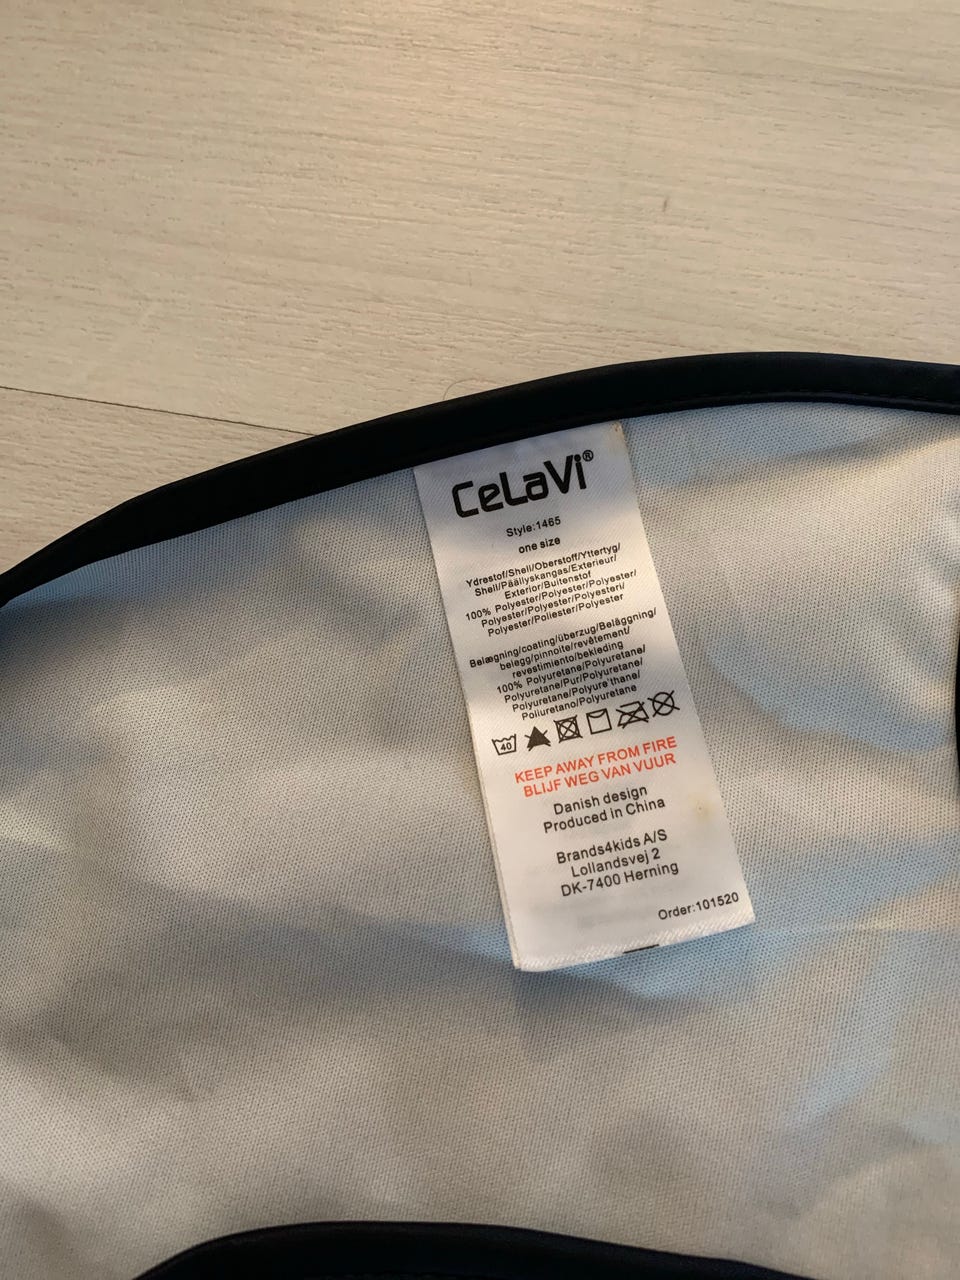 CeLaVi®
Style:1465
one size
Ydrestof/Shell/Oberstoff/Yttertyg/
Shell/Päällyskangas/Exterieur/
Exterior/Buitenstof
100% Polyester/Polyester/Polyester/
Polyester/Polyester/Polyesteri/
Polyester/Poliester/Polyester
Belægning/coating/überzug/Beläggning/
belegg/pinnoite/revêtement/
revestimiento/bekleding
100% Polyuretane/Polyuretane/
Polyuretane/Pur/Polyuretane/
Polyuretane/Polyure'thane/
Poliuretano/Polyuretane
40
KEEP AWAY FROM FIRE
BLIJF WEG VAN VUUR
Danish design
Produced in China
Brands4kids A/S
Lollandsvej 2
DK-7400 Herning
Order:101520